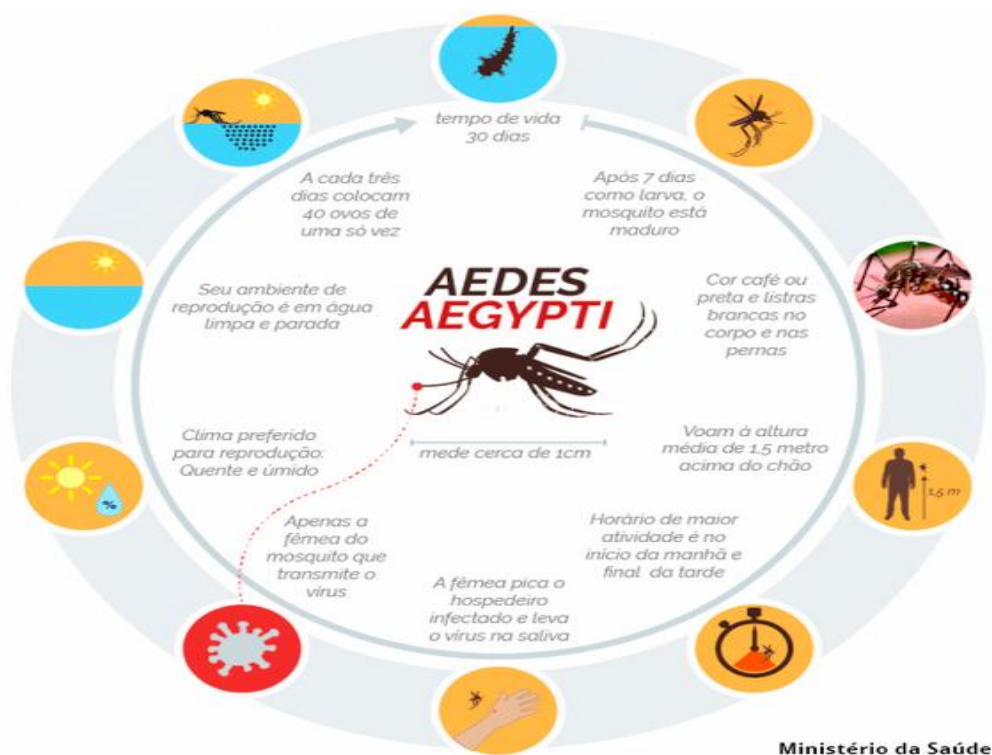 tempo de vida
30 dias
Após 7 dias
como larva, o
mosquito está
maduro
Cor café ou
preta e listras
brancas no
corpo e nas
pernas
Voam à altura
média de 1,5 metro
acima do chão
1,5 m
Horário de maior
atividade é no
início da manhã e
final da tarde
A fêmea pica o
hospedeiro
infectado e leva
o vírus na saliva
Apenas a
fêmea do
mosquito que
transmite o
vírus
Clima preferido
para reprodução:
Quente e úmido
%
Seu ambiente de
reprodução é em água
limpa e parada
A cada três
dias colocam
40 ovos de
uma só vez
AEDES
AEGYPTI
mede cerca de 1cm
Ministério da Saúde